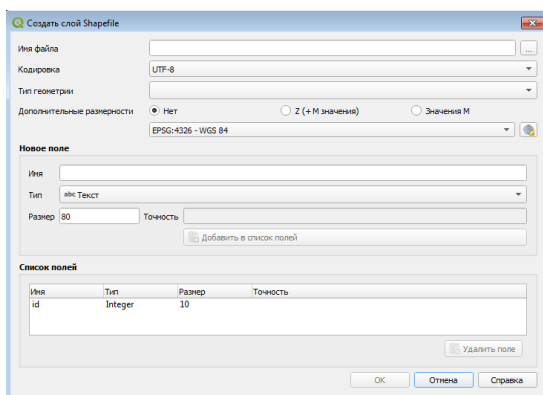 Создать слой Shapefile
Имя файла ...
Кодировка UTF-8
Тип геометрии
Дополнительные размерности Нет Z (+ M значения) Значения M
EPSG:4326 - WGS 84
Новое поле
Имя
Тип abc Текст
Размер 80 Точность
Добавить в список полей
Список полей
Имя Тип Размер Точность
id Integer 10
Удалить поле
OK Отмена Справка